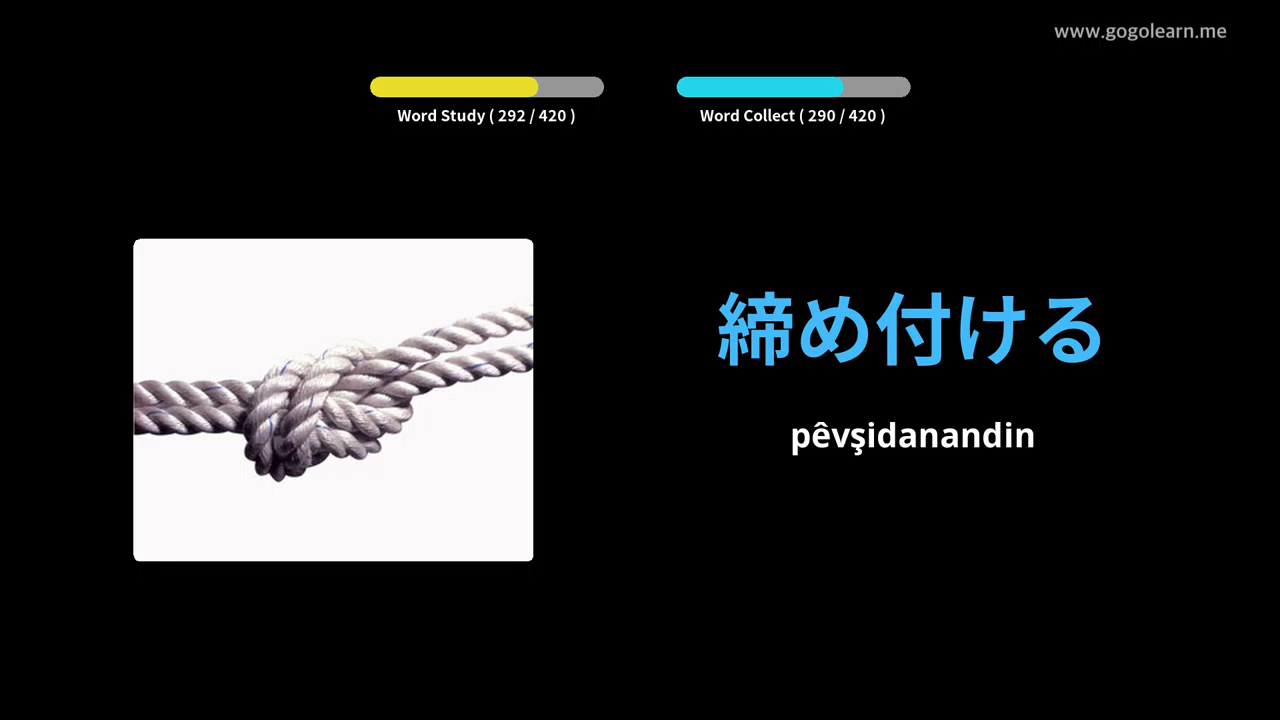 www.gogolearn.me
Word Study ( 292 / 420 )
Word Collect ( 290 / 420 )
締め付ける
pêvşidanandin